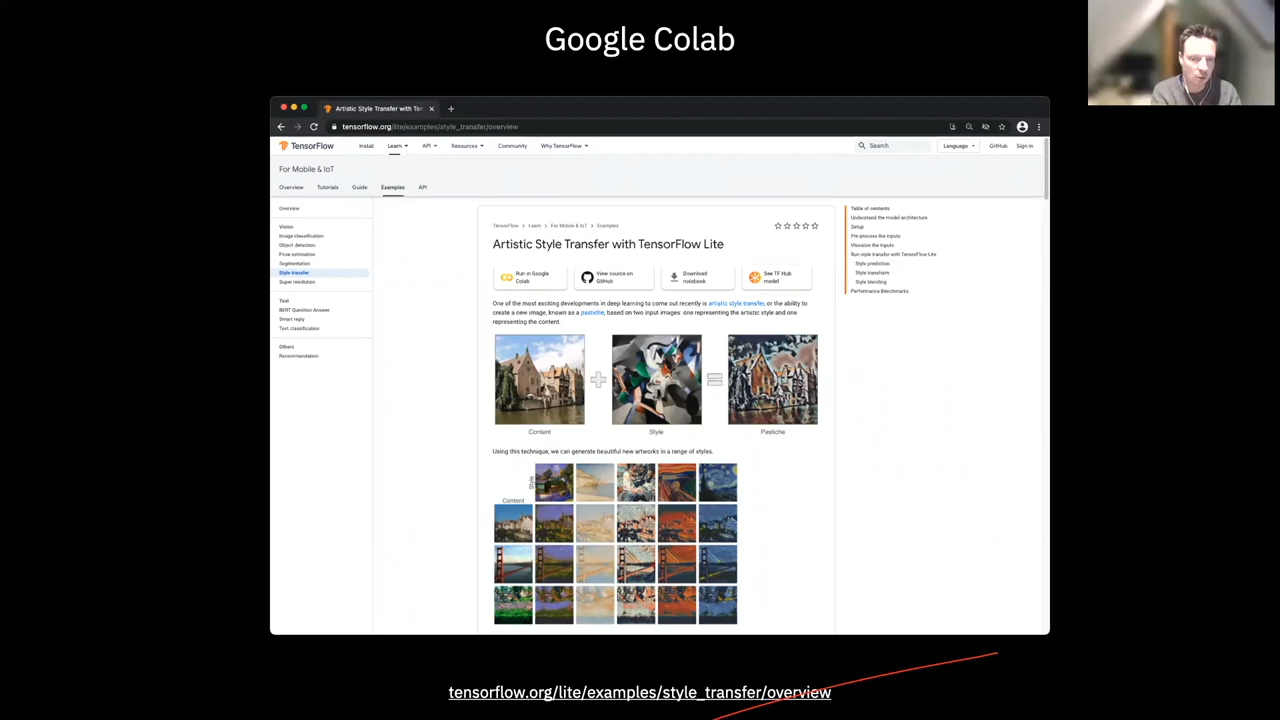 Google Colab
Artistic Style Transfer with Ten
tensorflow.org/lite/examples/style_transfer/overview
TensorFlow
Install
Learn
API
Resources
Community
Why TensorFlow
Search
Language
GitHub
Sign in
For Mobile & IoT
Overview
Tutorials
Guide
Examples
API
Overview
Vision
Image classification
Object detection
Pose estimation
Segmentation
Style transfer
Super resolution
Text
BERT Question Answer
Smart reply
Text classification
Others
Recommendation
TensorFlow > Learn > For Mobile & IoT > Examples
Artistic Style Transfer with TensorFlow Lite
Run in Google
Colab
View source on
GitHub
Download
notebook
See TF Hub
model
One of the most exciting developments in deep learning to come out recently is artistic style transfer, or the ability to
create a new image, known as a pastiche, based on two input images: one representing the artistic style and one
representing the content.
Content
Style
Pastiche
Using this technique, we can generate beautiful new artworks in a range of styles.
Style
Content
Table of contents
Understand the model architecture
Setup
Pre-process the inputs
Visualize the inputs
Run style transfer with TensorFlow Lite
Style prediction
Style transform
Style blending
Performance Benchmarks
tensorflow.org/lite/examples/style_transfer/overview